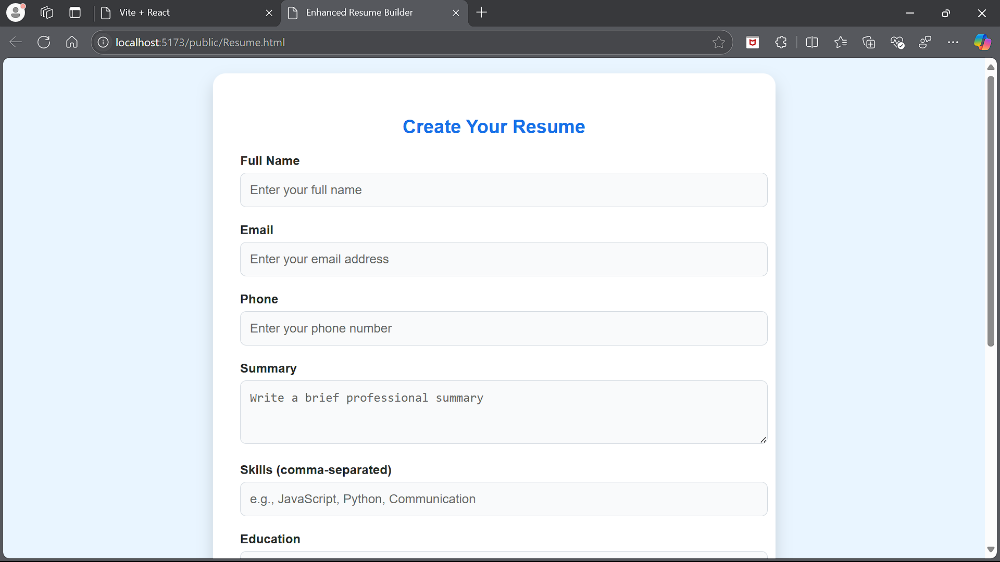 Vite + React
Enhanced Resume Builder
localhost:5173/public/Resume.html
Create Your Resume
Full Name
Enter your full name
Email
Enter your email address
Phone
Enter your phone number
Summary
Write a brief professional summary
Skills (comma-separated)
e.g., JavaScript, Python, Communication
Education